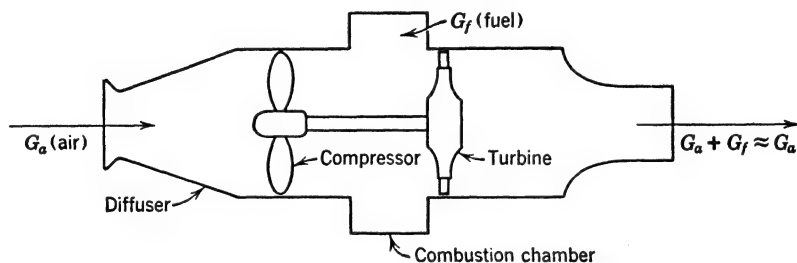 G_f (fuel)
G_a (air)
Compressor
Turbine
G_a + G_f ≈ G_a
Diffuser
Combustion chamber